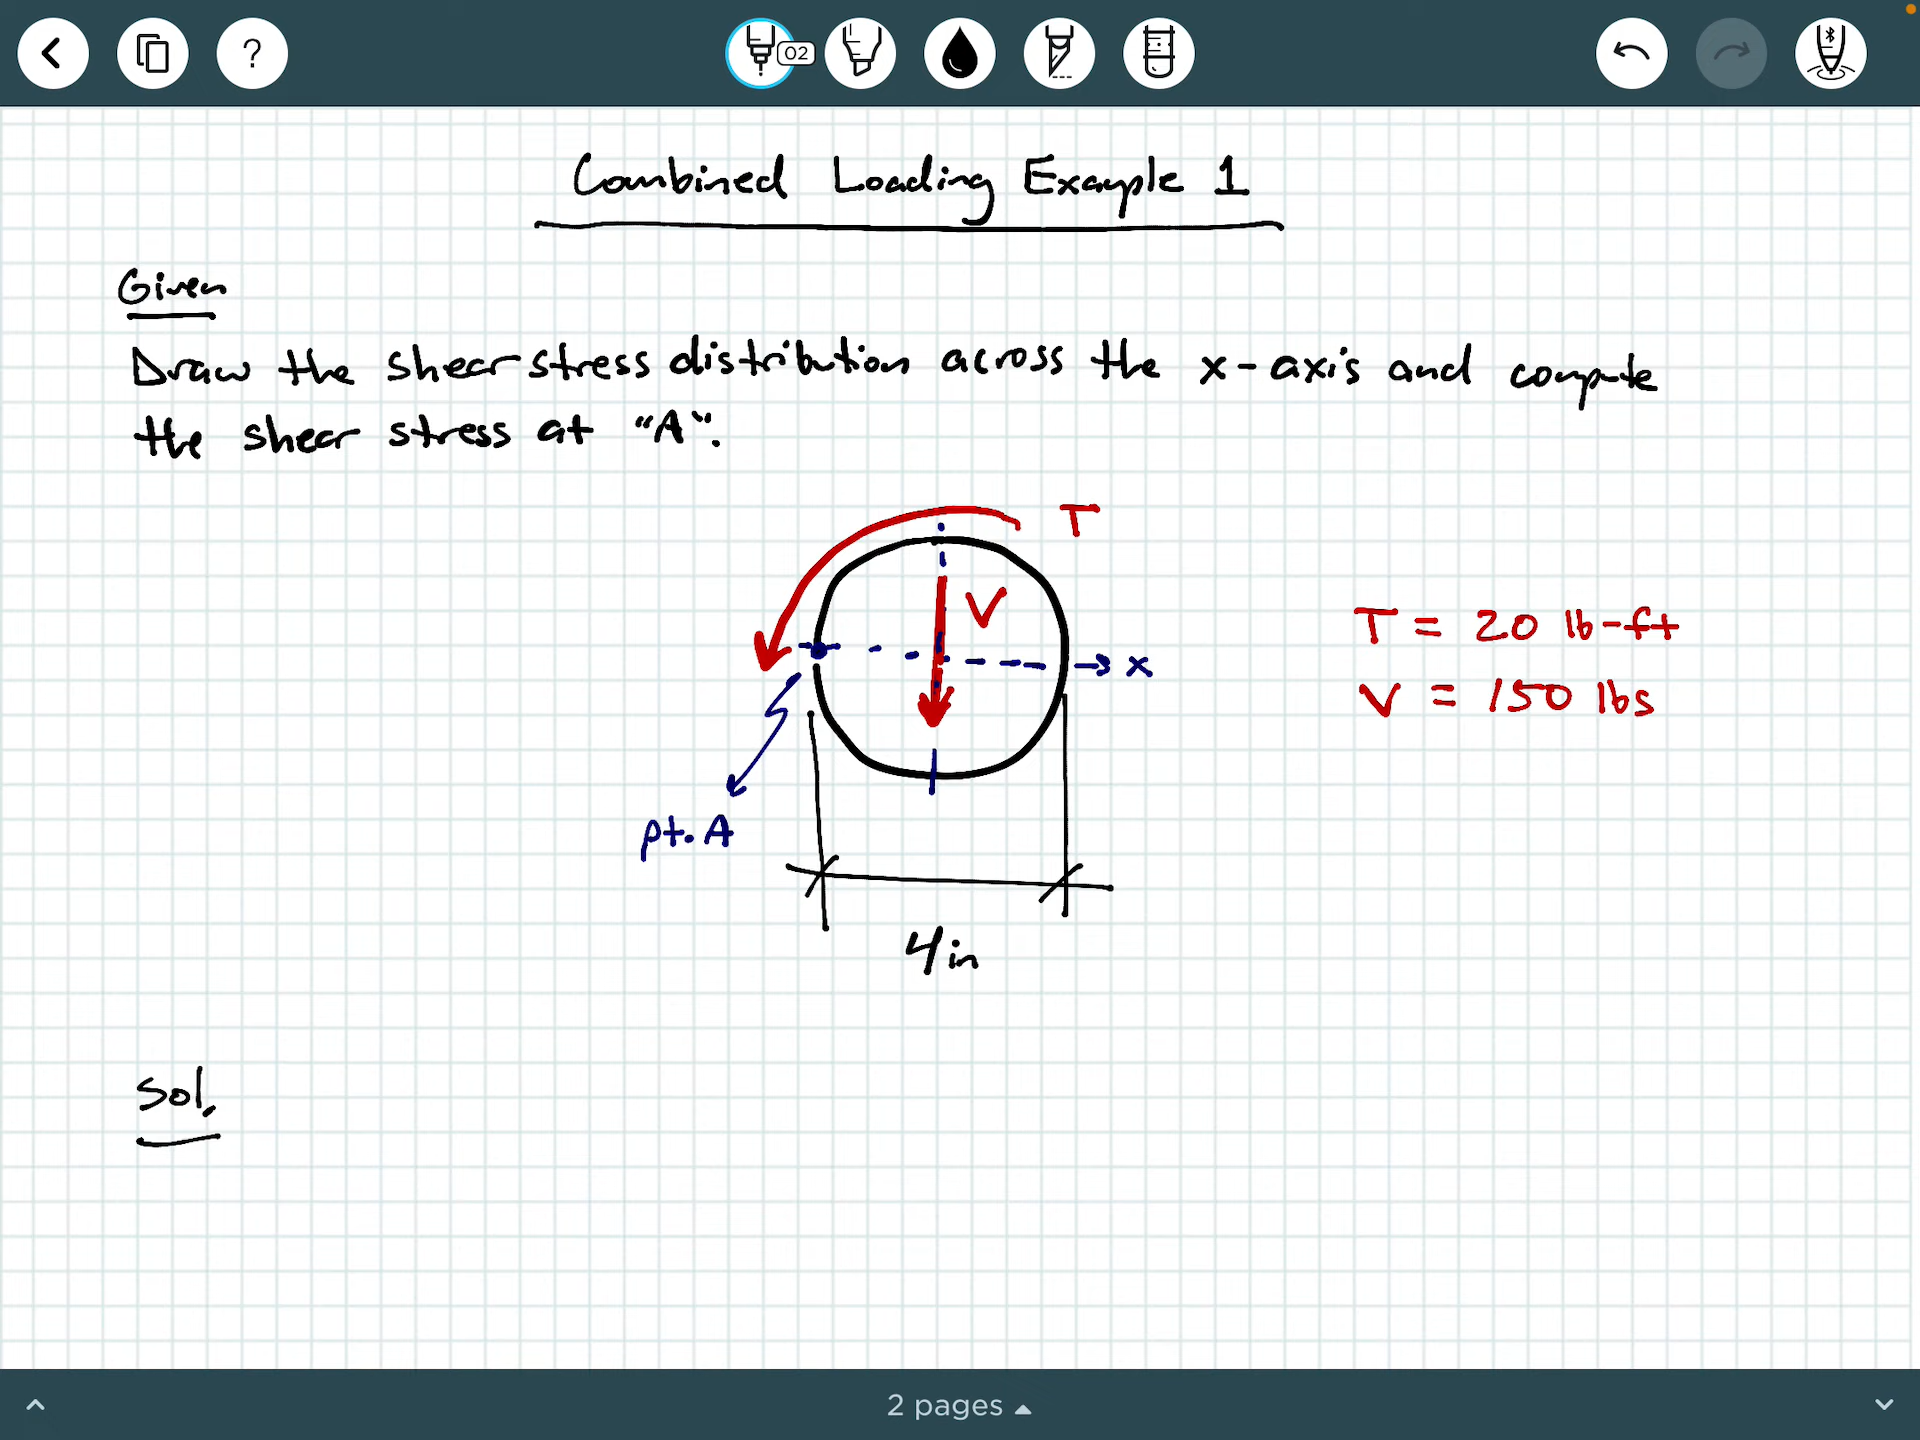 ?
02
Combined Loading Example 1
Given
Draw the shear stress distribution across the x-axis and compute
the shear stress at "A".
T
V
T = 20 lb-ft
x
V = 150 lbs
pt. A
4in
Sol.
2 pages